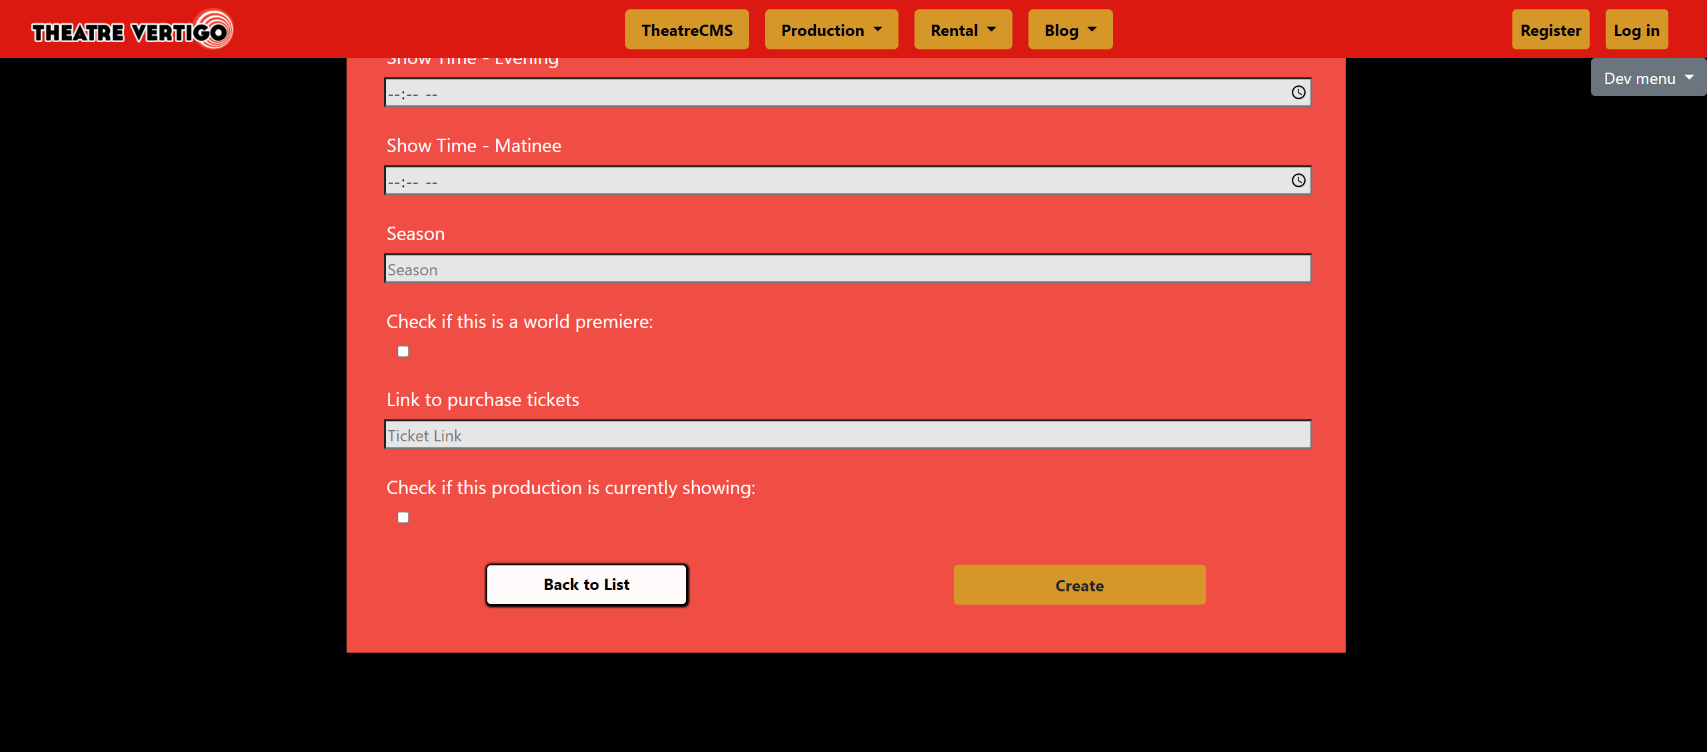 THEATRE VERTIGO
TheatreCMS
Production
Rental
Blog
Register
Log in
Dev menu
Show Time - Evening
--:-- --
Show Time - Matinee
--:-- --
Season
Season
Check if this is a world premiere:
Link to purchase tickets
Ticket Link
Check if this production is currently showing:
Back to List
Create